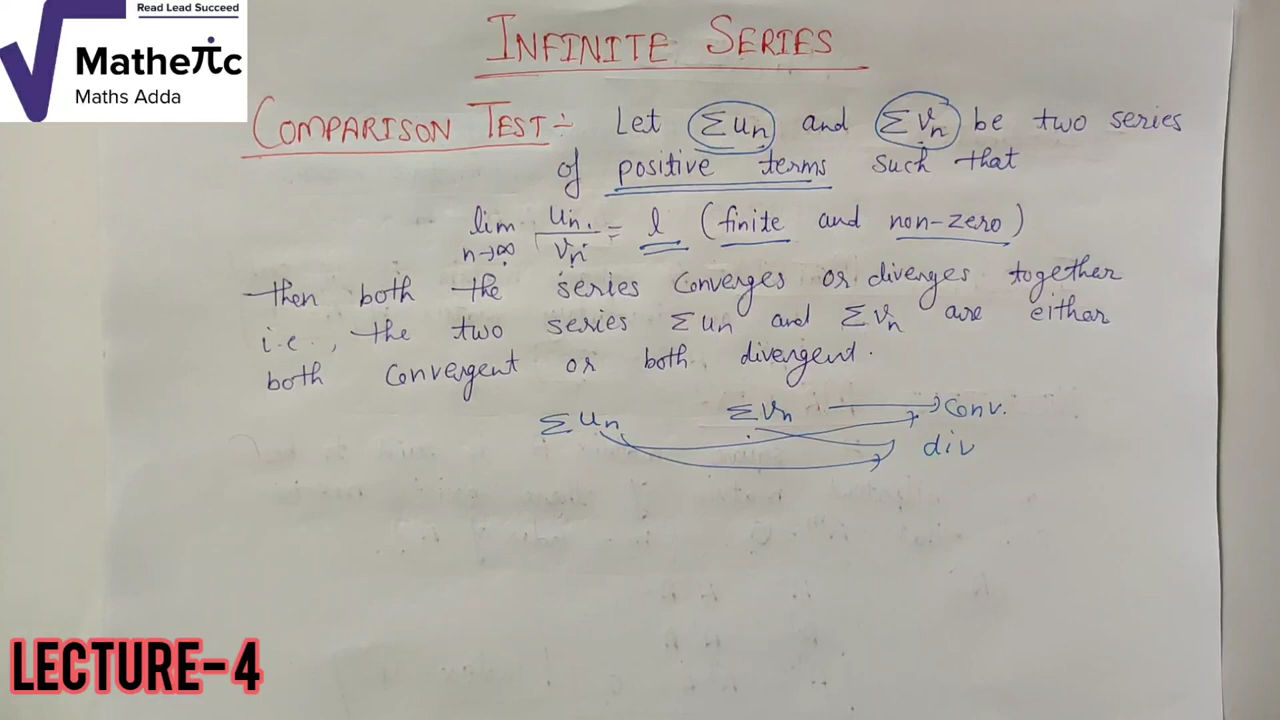 Read Lead Succeed
Matheπc
Maths Adda
INFINITE SERIES
COMPARISON TEST :- Let Σun and Σvn be two series
of positive terms such that
lim n→∞ un/vn = l (finite and non-zero)
then both the series converges or diverges together
i.e., the two series Σun and Σvn are either
both convergent or both divergent.
Σun Σvn → conv.
div
LECTURE-4